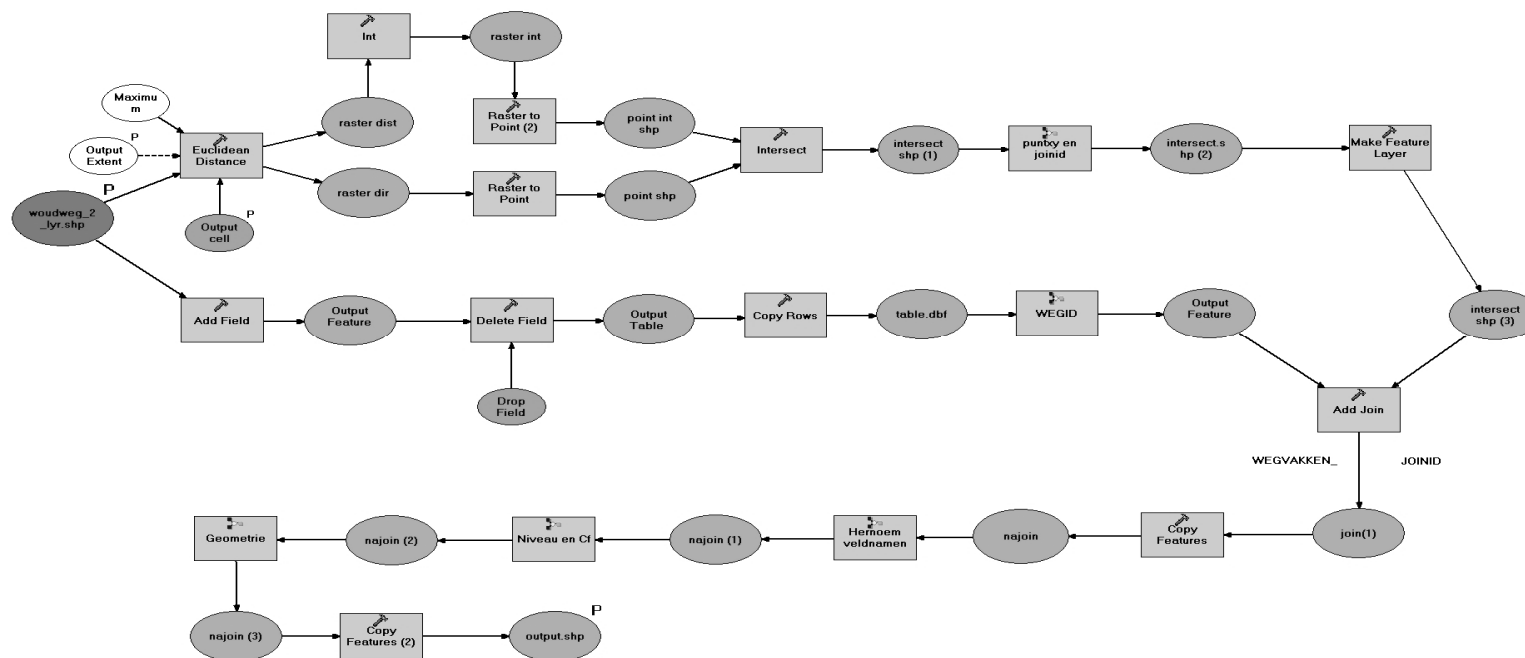 Int
raster int
Maximu
m
P
Output
Extent
Euclidean
Distance
raster dist
Raster to
Point (2)
point int
shp
Intersect
intersect
shp (1)
puntxy en
joinid
intersect.s
hp (2)
Make Feature
Layer
P
raster dir
Raster to
Point
point shp
woudweg_2
_lyr.shp
P
Output
cell
Add Field
Output
Feature
Delete Field
Output
Table
Copy Rows
table.dbf
WEGID
Output
Feature
intersect
shp (3)
Drop
Field
Add Join
WEGVAKKEN_
JOINID
Geometrie
najoin (2)
Niveau en Cf
najoin (1)
Hernoem
veldnamen
najoin
Copy
Features
join(1)
najoin (3)
Copy
Features (2)
output.shp
P